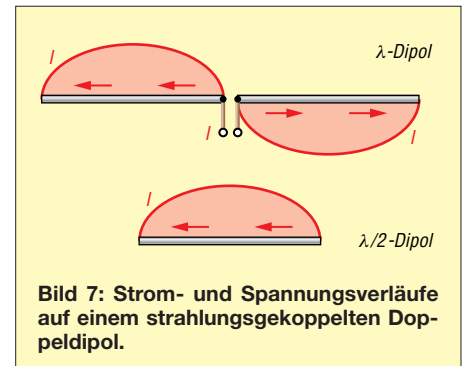 I
λ-Dipol
I
I
I
λ/2-Dipol
Bild 7: Strom- und Spannungsverläufe
auf einem strahlungsgekoppelten Dop-
peldipol.